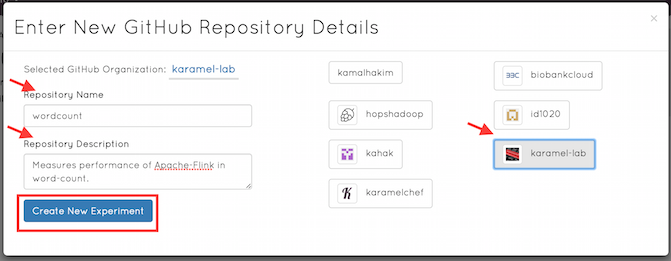 Enter New GitHub Repository Details
×
Selected GitHub Organization: karamel-lab
Repository Name
wordcount
Repository Description
Measures performance of Apache-Flink in
word-count.
Create New Experiment
kamalhakim
biobankcloud
hopshadoop
id1020
kahak
karamel-lab
karamelchef